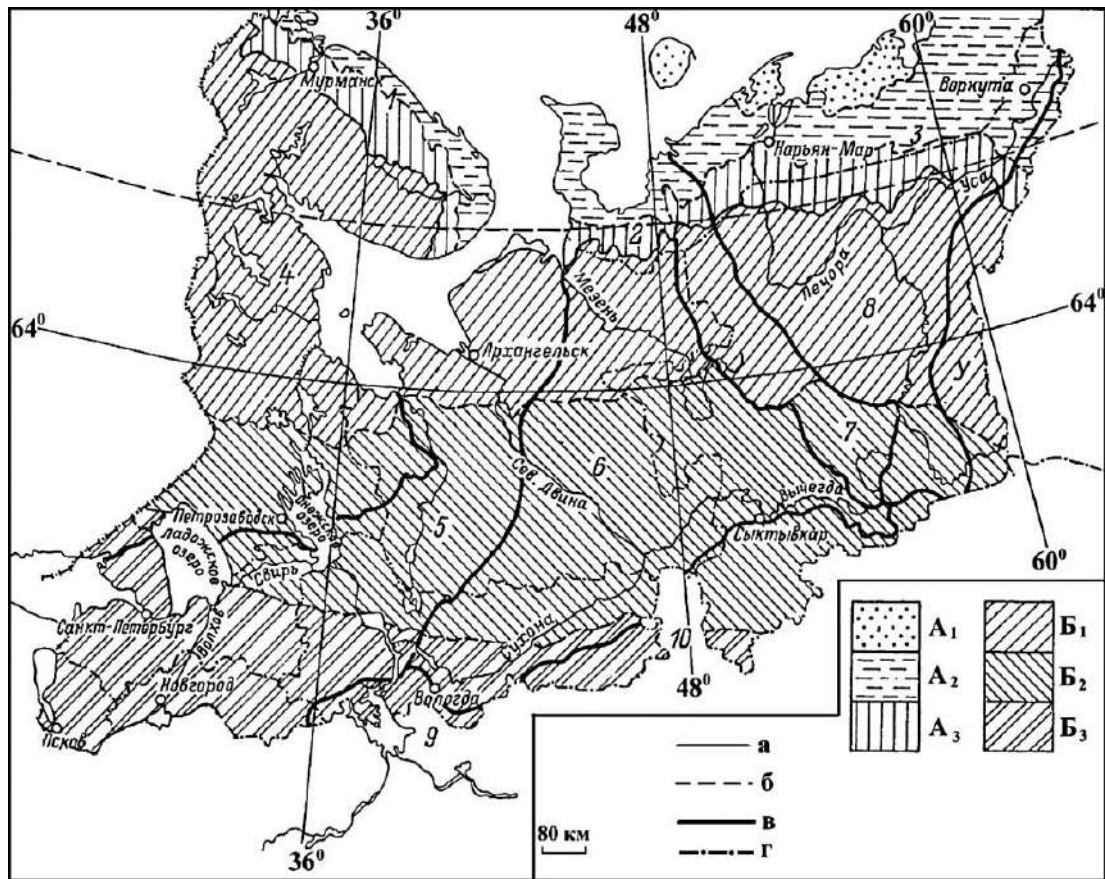 36⁰
48⁰
60⁰
Мурманск
1
Воркута
3
Нарьян-Мар
Уса
2
4
Мезень
Печора
8
64⁰
64⁰
Архангельск
У
7
6
Сев. Двина
Вычегда
Петрозаводск
Онежское
озеро
5
Сыктывкар
Ладожское
озеро
60⁰
Свирь
Санкт-Петербург
Волхов
Сухона
10
Новгород
Вологда
48⁰
Псков
9
36⁰
А₁
Б₁
А₂
Б₂
А₃
Б₃
а
б
в
80 км
г